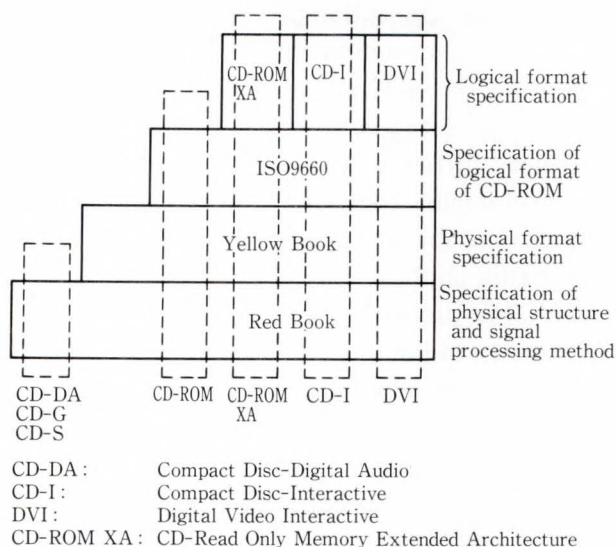 CD-ROM
XA
CD-I
DVI
Logical format
specification
ISO9660
Specification of
logical format
of CD-ROM
Yellow Book
Physical format
specification
Red Book
Specification of
physical structure
and signal
processing method
CD-DA
CD-G
CD-S
CD-ROM
CD-ROM
XA
CD-I
DVI
CD-DA : Compact Disc-Digital Audio
CD-I : Compact Disc-Interactive
DVI : Digital Video Interactive
CD-ROM XA : CD-Read Only Memory Extended Architecture